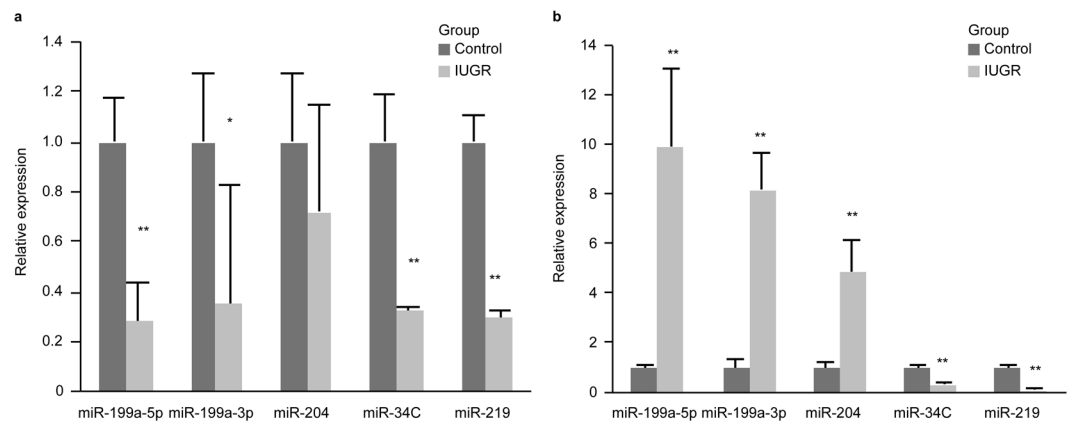 a
Group
Control
IUGR
Relative expression
1.4
1.2
1.0
0.8
0.6
0.4
0.2
0
**
*
**
**
miR-199a-5p miR-199a-3p miR-204 miR-34C miR-219
b
Group
Control
IUGR
Relative expression
14
12
10
8
6
4
2
0
**
**
**
**
**
miR-199a-5p miR-199a-3p miR-204 miR-34C miR-219